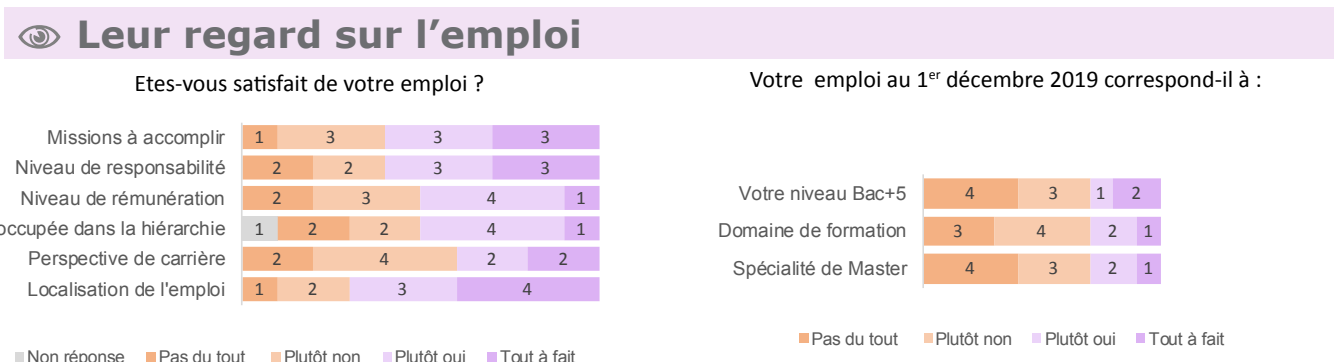 Leur regard sur l’emploi
Etes-vous satisfait de votre emploi ?
Missions à accomplir 1 3 3 3
Niveau de responsabilité 2 2 3 3
Niveau de rémunération 2 3 4 1
occupée dans la hiérarchie 1 2 2 4 1
Perspective de carrière 2 4 2 2
Localisation de l'emploi 1 2 3 4
Non réponse Pas du tout Plutôt non Plutôt oui Tout à fait
Votre emploi au 1er décembre 2019 correspond-il à :
Votre niveau Bac+5 4 3 1 2
Domaine de formation 3 4 2 1
Spécialité de Master 4 3 2 1
Pas du tout Plutôt non Plutôt oui Tout à fait